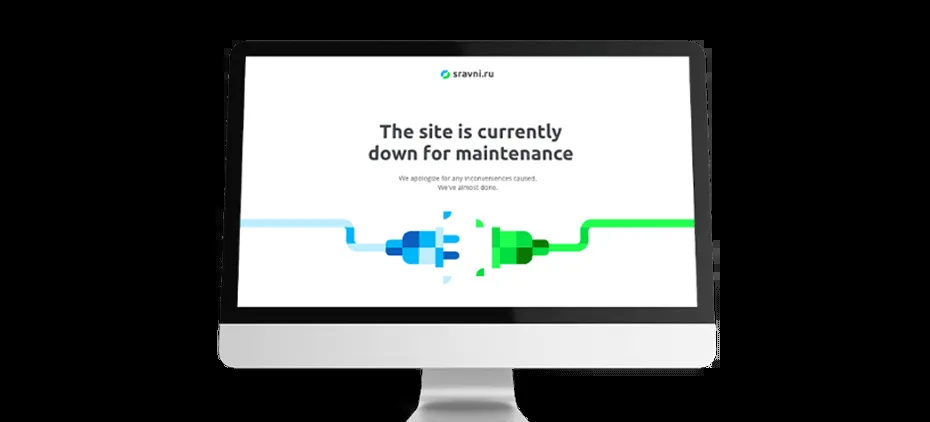 sravni.ru
The site is currently
down for maintenance
We apologize for any inconveniences caused.
We've almost done.